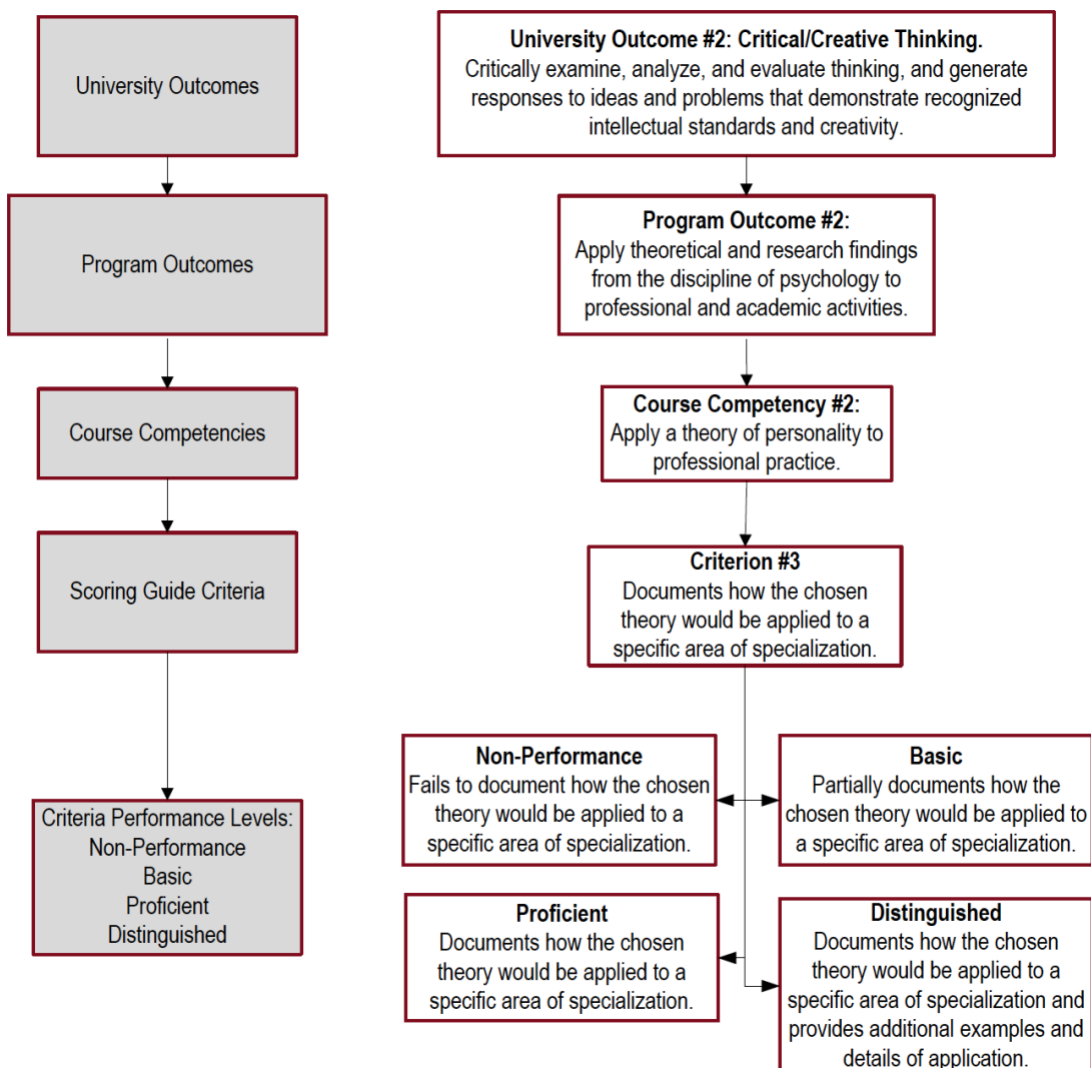 University Outcomes
Program Outcomes
Course Competencies
Scoring Guide Criteria
Criteria Performance Levels:
Non-Performance
Basic
Proficient
Distinguished
University Outcome #2: Critical/Creative Thinking.
Critically examine, analyze, and evaluate thinking, and generate
responses to ideas and problems that demonstrate recognized
intellectual standards and creativity.
Program Outcome #2:
Apply theoretical and research findings
from the discipline of psychology to
professional and academic activities.
Course Competency #2:
Apply a theory of personality to
professional practice.
Criterion #3
Documents how the chosen
theory would be applied to a
specific area of specialization.
Non-Performance
Fails to document how the chosen
theory would be applied to a
specific area of specialization.
Basic
Partially documents how the
chosen theory would be applied to
a specific area of specialization.
Proficient
Documents how the chosen
theory would be applied to a
specific area of specialization.
Distinguished
Documents how the chosen
theory would be applied to a
specific area of specialization and
provides additional examples and
details of application.